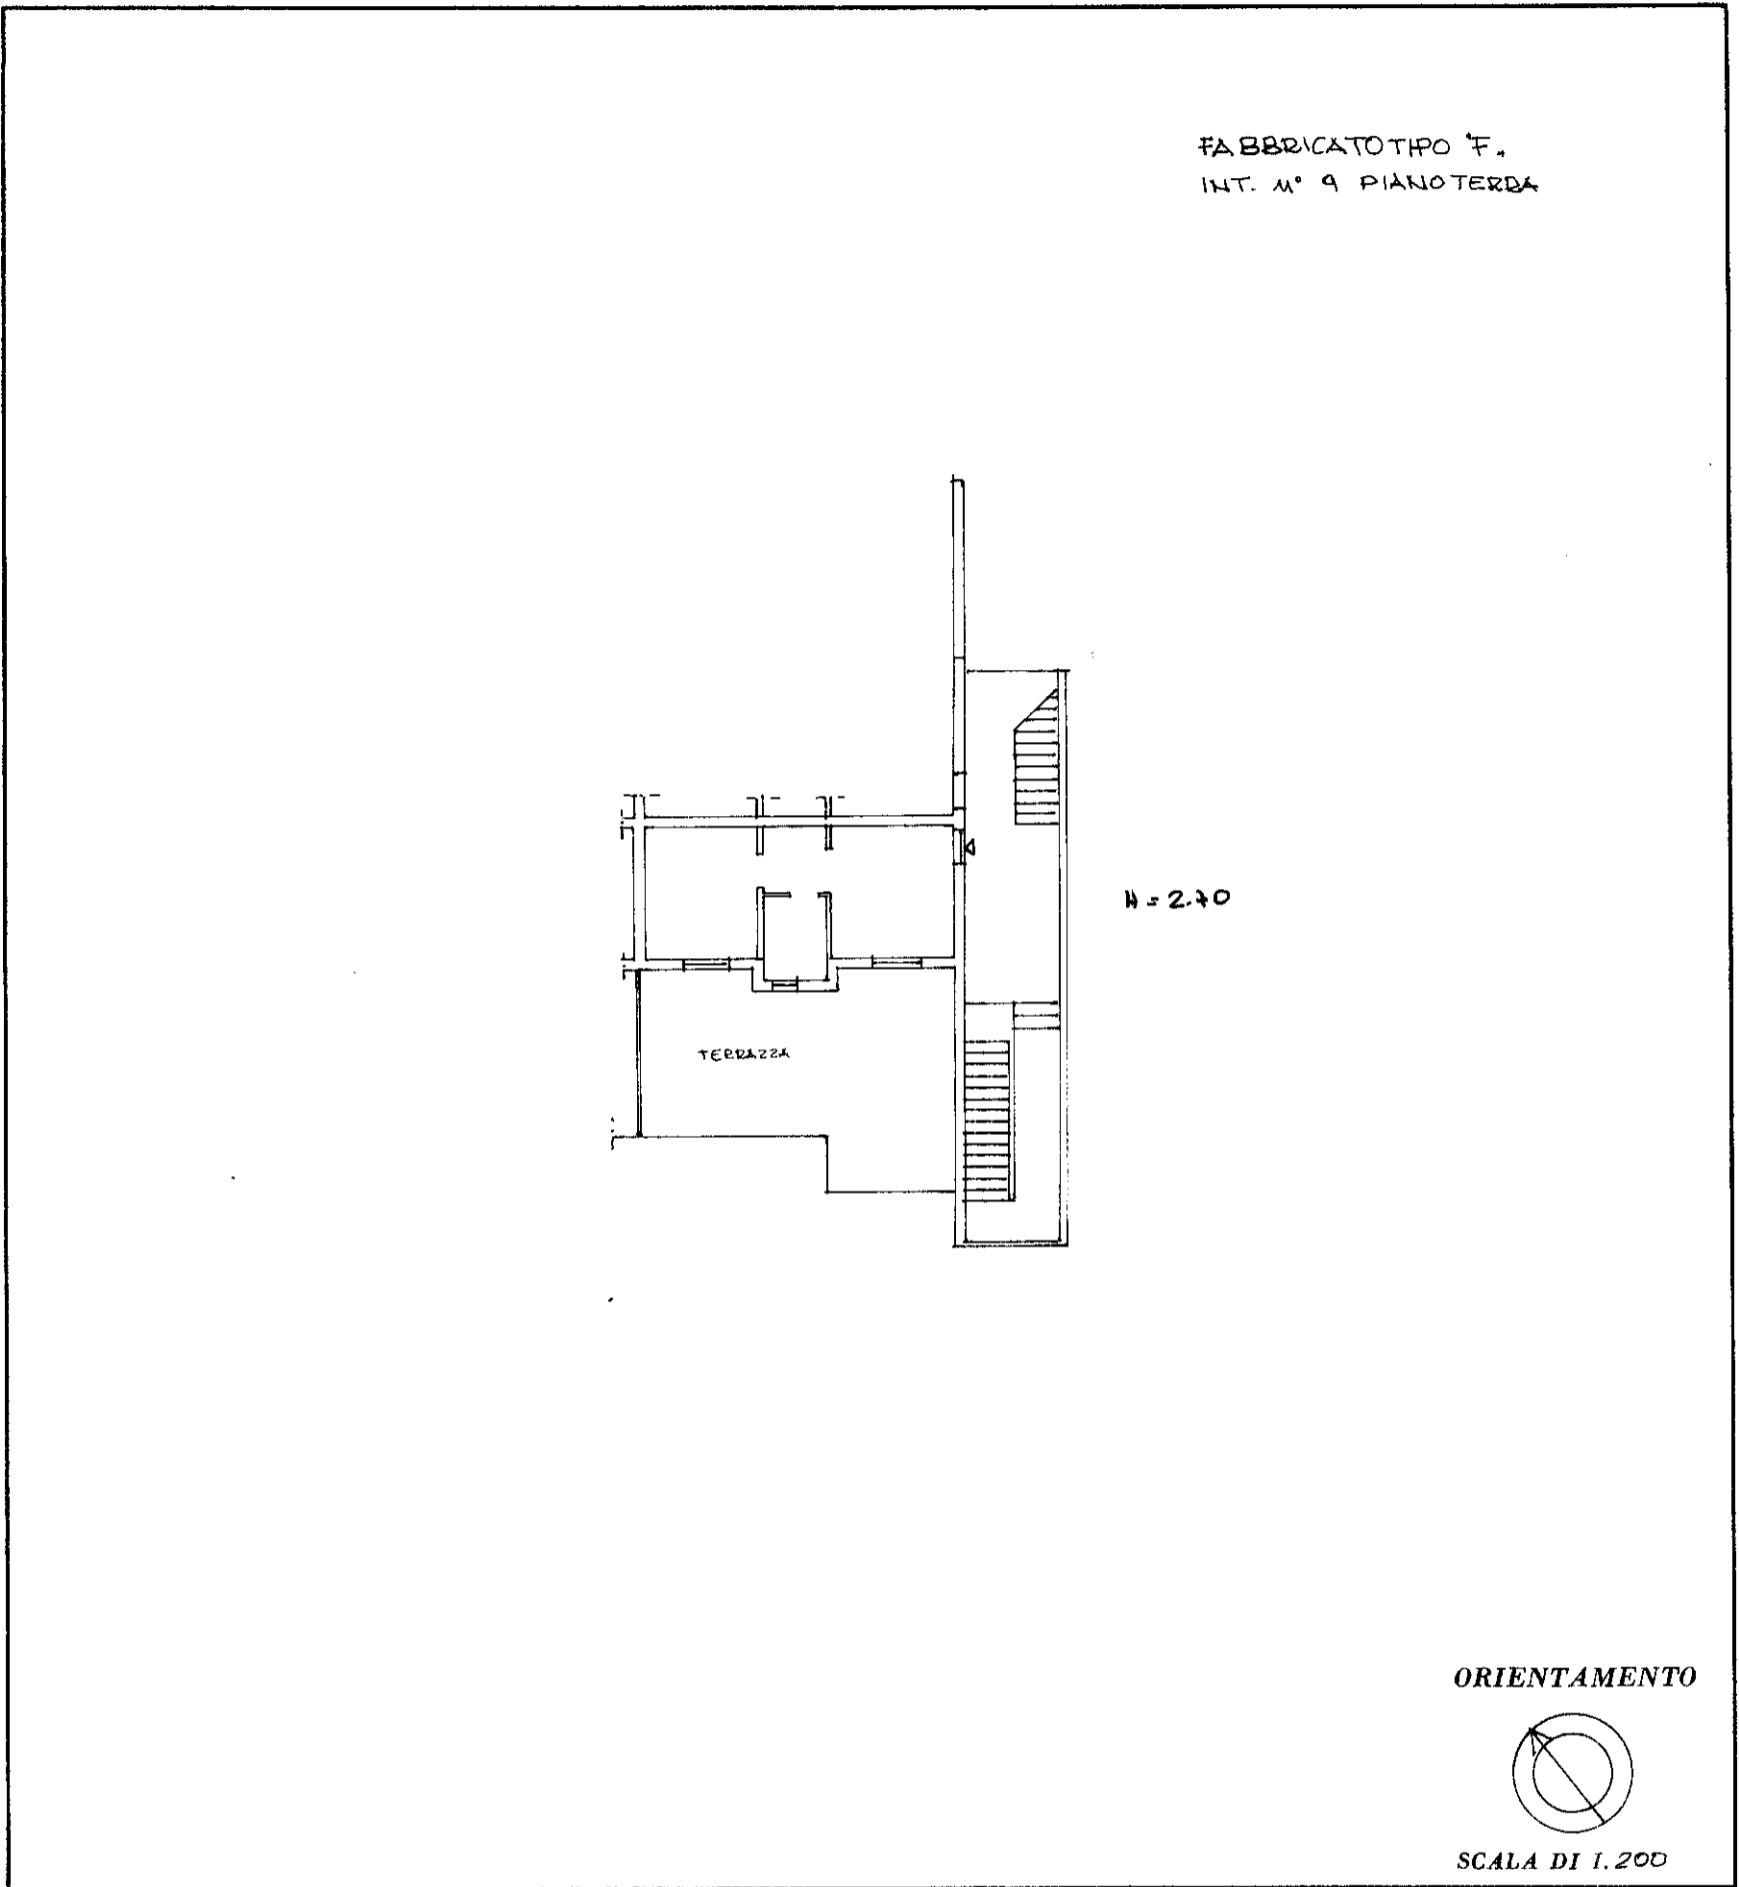 FABBRICATO TIPO "F"
INT. N° 9 PIANO TERRA
H = 2.70
TERRAZZA
ORIENTAMENTO
SCALA DI 1.200